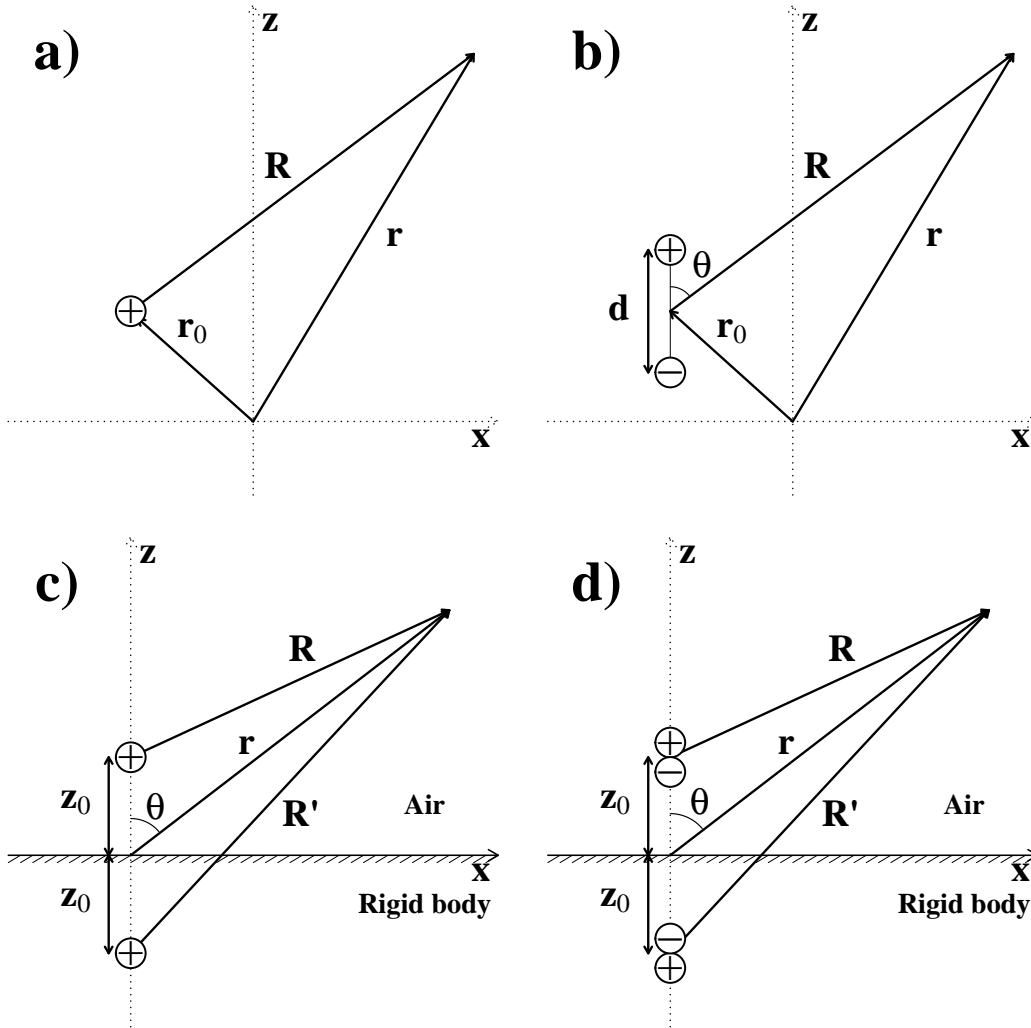 a)
z
R
r
r₀
x
b)
z
R
θ
d
r₀
r
x
c)
z
R
r
z₀
θ
R'
Air
x
z₀
Rigid body
d)
z
R
r
z₀
θ
R'
Air
x
z₀
Rigid body